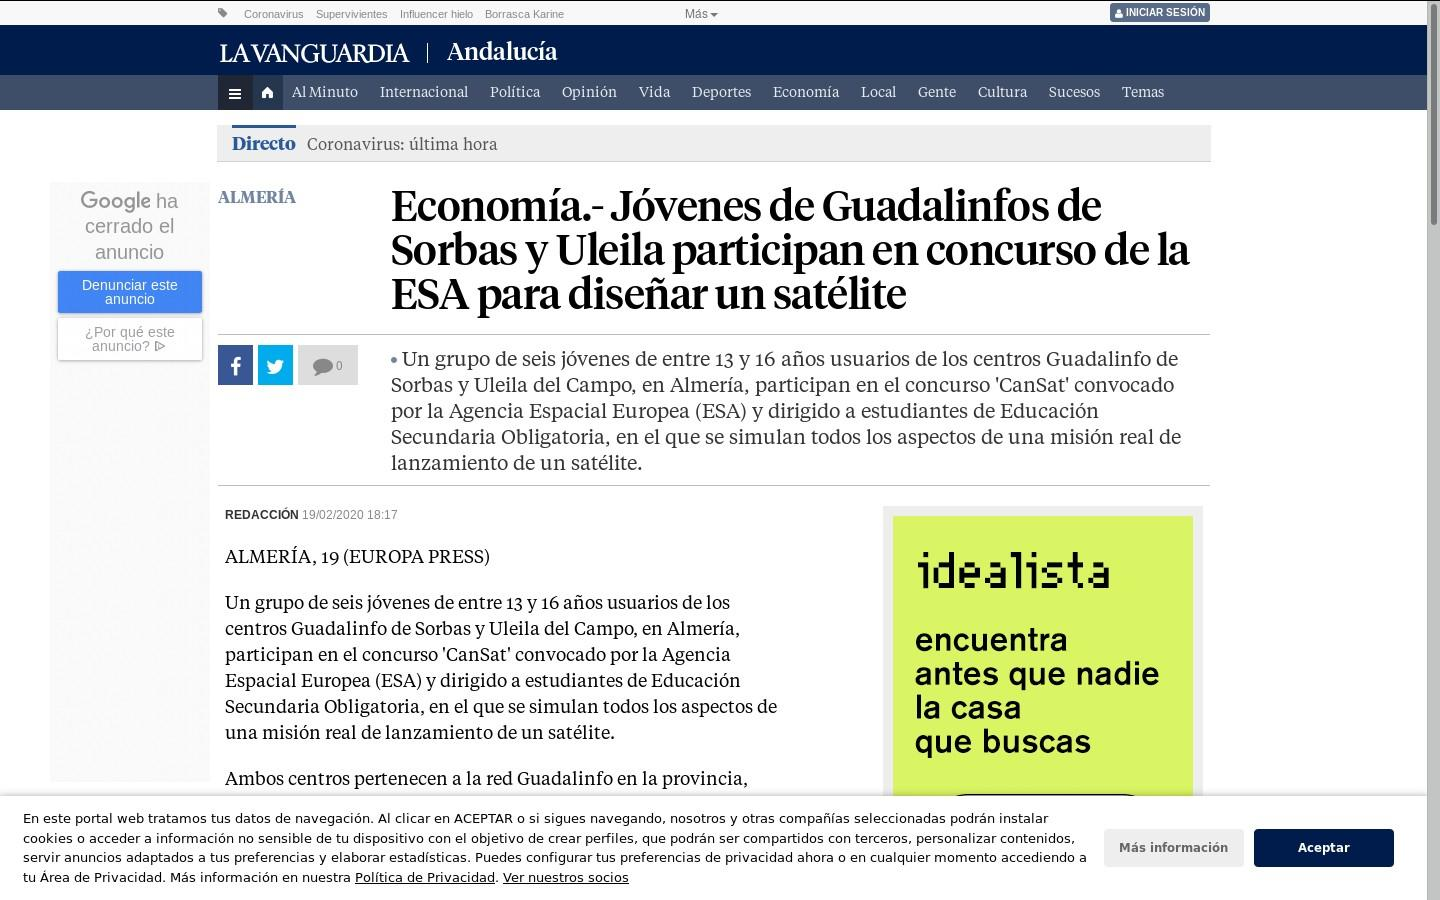 Coronavirus Supervivientes Influencer hielo Borrasca Karine Más INICIAR SESIÓN
LA VANGUARDIA | Andalucía
Al Minuto Internacional Política Opinión Vida Deportes Economía Local Gente Cultura Sucesos Temas
Directo Coronavirus: última hora
Google ha
cerrado el
anuncio
Denunciar este
anuncio
¿Por qué este
anuncio?
ALMERÍA
Economía.- Jóvenes de Guadalinfos de
Sorbas y Uleila participan en concurso de la
ESA para diseñar un satélite
0
• Un grupo de seis jóvenes de entre 13 y 16 años usuarios de los centros Guadalinfo de
Sorbas y Uleila del Campo, en Almería, participan en el concurso 'CanSat' convocado
por la Agencia Espacial Europea (ESA) y dirigido a estudiantes de Educación
Secundaria Obligatoria, en el que se simulan todos los aspectos de una misión real de
lanzamiento de un satélite.
REDACCIÓN 19/02/2020 18:17
ALMERÍA, 19 (EUROPA PRESS)
Un grupo de seis jóvenes de entre 13 y 16 años usuarios de los
centros Guadalinfo de Sorbas y Uleila del Campo, en Almería,
participan en el concurso 'CanSat' convocado por la Agencia
Espacial Europea (ESA) y dirigido a estudiantes de Educación
Secundaria Obligatoria, en el que se simulan todos los aspectos de
una misión real de lanzamiento de un satélite.
Ambos centros pertenecen a la red Guadalinfo en la provincia,
idealista
encuentra
antes que nadie
la casa
que buscas
En este portal web tratamos tus datos de navegación. Al clicar en ACEPTAR o si sigues navegando, nosotros y otras compañías seleccionadas podrán instalar
cookies o acceder a información no sensible de tu dispositivo con el objetivo de crear perfiles, que podrán ser compartidos con terceros, personalizar contenidos,
servir anuncios adaptados a tus preferencias y elaborar estadísticas. Puedes configurar tus preferencias de privacidad ahora o en cualquier momento accediendo a
tu Área de Privacidad. Más información en nuestra Política de Privacidad. Ver nuestros socios
Más información
Aceptar